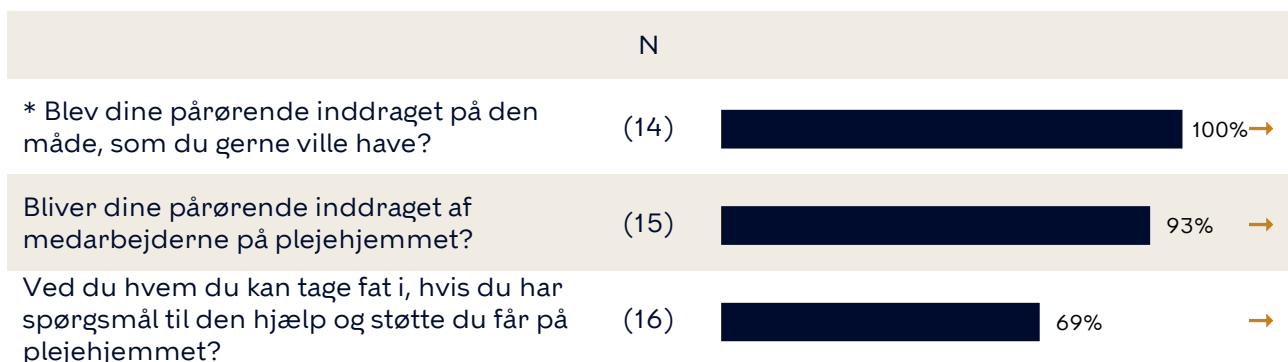 N
* Blev dine pårørende inddraget på den
måde, som du gerne ville have?
(14)
100%→
Bliver dine pårørende inddraget af
medarbejderne på plejehjemmet?
(15)
93% →
Ved du hvem du kan tage fat i, hvis du har
spørgsmål til den hjælp og støtte du får på
plejehjemmet?
(16)
69% →